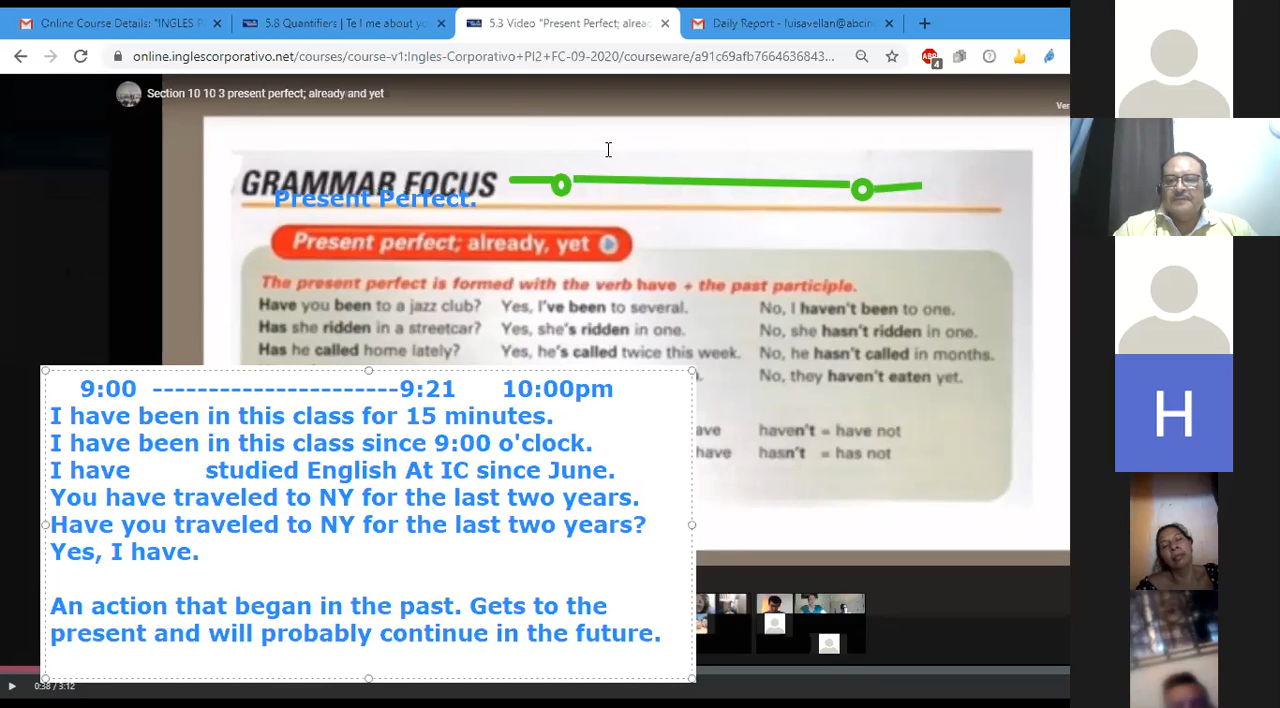 Online Course Details: "INGLES P
5.8 Quantifiers | Tell me about yo
5.3 Video "Present Perfect; alrea
Daily Report - luisavellan@abcin
online.inglescorporativo.net/courses/course-v1:Ingles-Corporativo+PI2+FC-09-2020/courseware/a91c69afb7664636843...
4
Section 10 10 3 present perfect; already and yet
Ver
GRAMMAR FOCUS
Present Perfect.
Present perfect; already, yet
The present perfect is formed with the verb have + the past participle.
Have you been to a jazz club? Yes, I've been to several. No, I haven't been to one.
Has she ridden in a streetcar? Yes, she's ridden in one. No, she hasn't ridden in one.
Has he called home lately? Yes, he's called twice this week. No, he hasn't called in months.
No, they haven't eaten yet.
ave haven't = have not
have hasn't = has not
9:00 ----------------------9:21 10:00pm
I have been in this class for 15 minutes.
I have been in this class since 9:00 o'clock.
I have studied English At IC since June.
You have traveled to NY for the last two years.
Have you traveled to NY for the last two years?
Yes, I have.
An action that began in the past. Gets to the
present and will probably continue in the future.
0:38 / 3:12
H